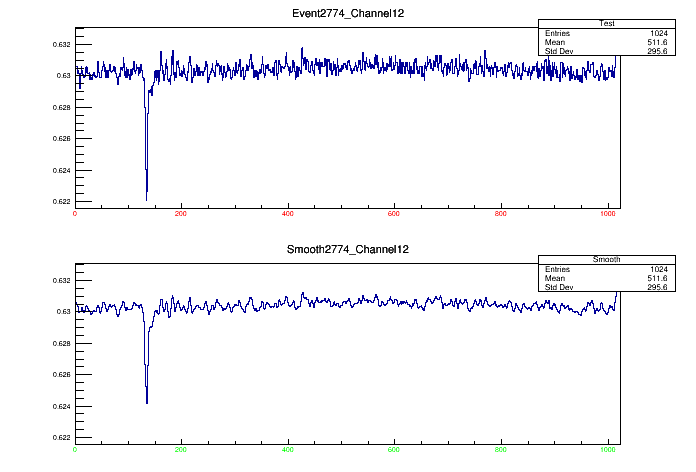 Event2774_Channel12
Test
Entries 1024
Mean 511.6
Std Dev 295.6
0.632
0.63
0.628
0.626
0.624
0.622
0 200 400 600 800 1000
Smooth2774_Channel12
Smooth
Entries 1024
Mean 511.6
Std Dev 295.6
0.632
0.63
0.628
0.626
0.624
0.622
0 200 400 600 800 1000